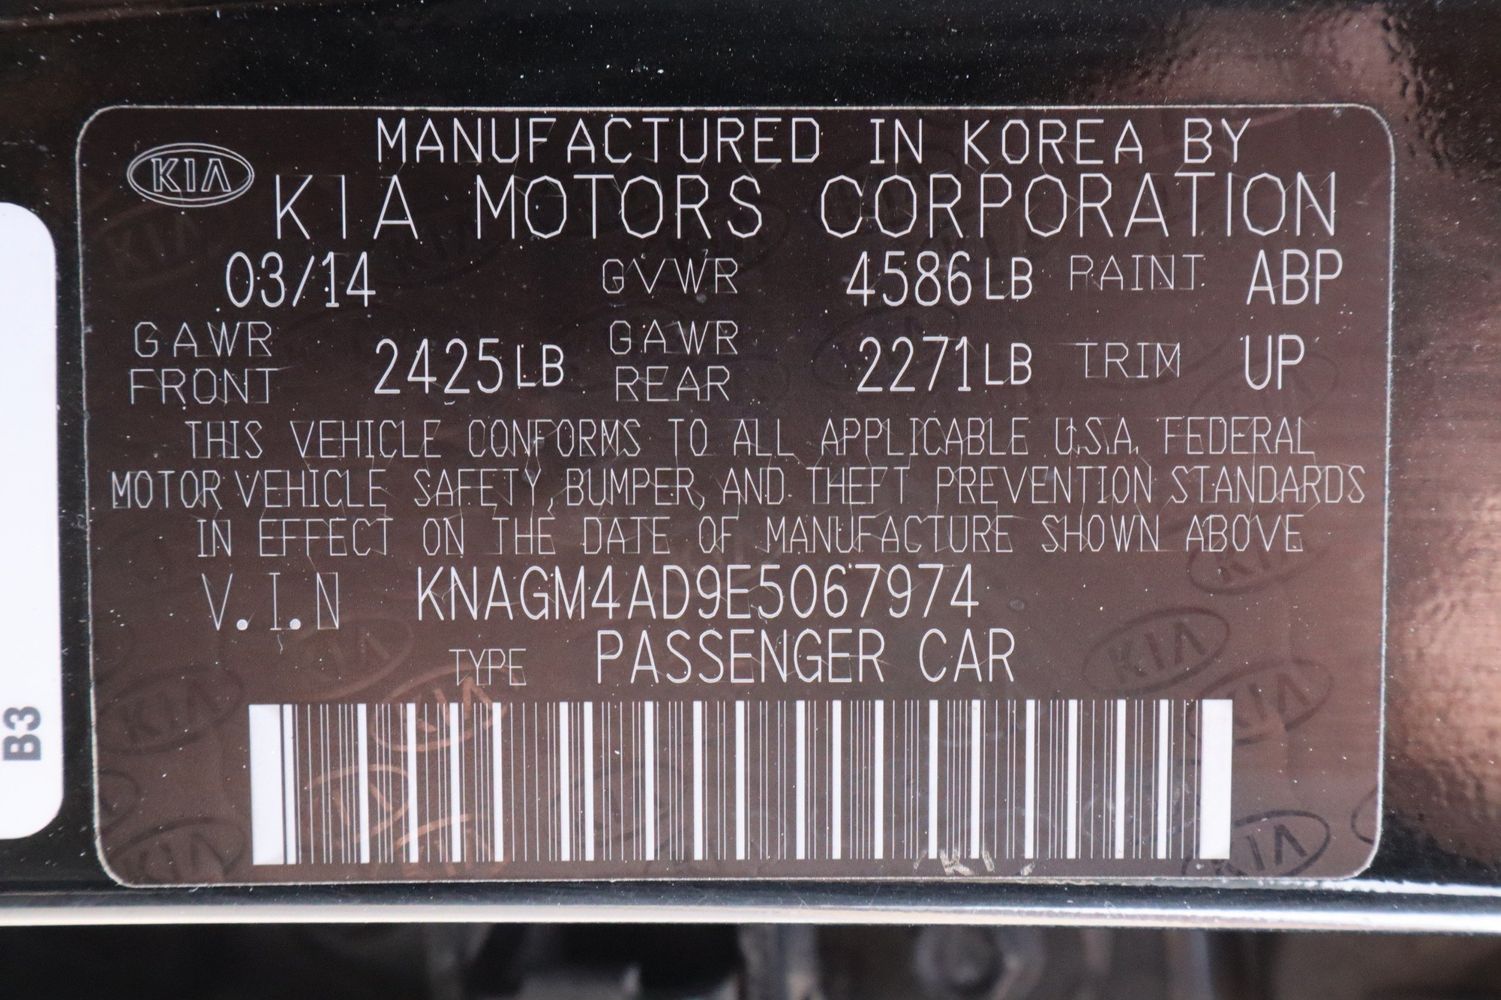 MANUFACTURED IN KOREA BY
KIA
KIA MOTORS CORPORATION
03/14 GVWR 4586LB PAINT ABP
GAWR FRONT 2425LB GAWR REAR 2271LB TRIM UP
THIS VEHICLE CONFORMS TO ALL APPLICABLE U.S.A. FEDERAL
MOTOR VEHICLE SAFETY, BUMPER, AND THEFT PREVENTION STANDARDS
IN EFFECT ON THE DATE OF MANUFACTURE SHOWN ABOVE
V.I.N KNAGM4AD9E5067974
TYPE PASSENGER CAR
B3